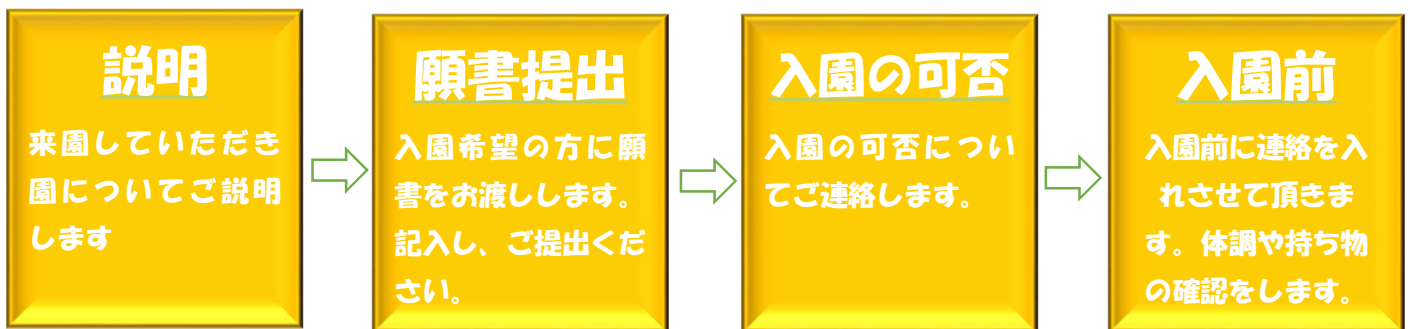 説明
来園していただき
園についてご説明
します
願書提出
入園希望の方に願
書をお渡しします。
記入し、ご提出くだ
さい。
入園の可否
入園の可否につい
てご連絡します。
入園前
入園前に連絡を入
れさせて頂きま
す。体調や持ち物
の確認をします。